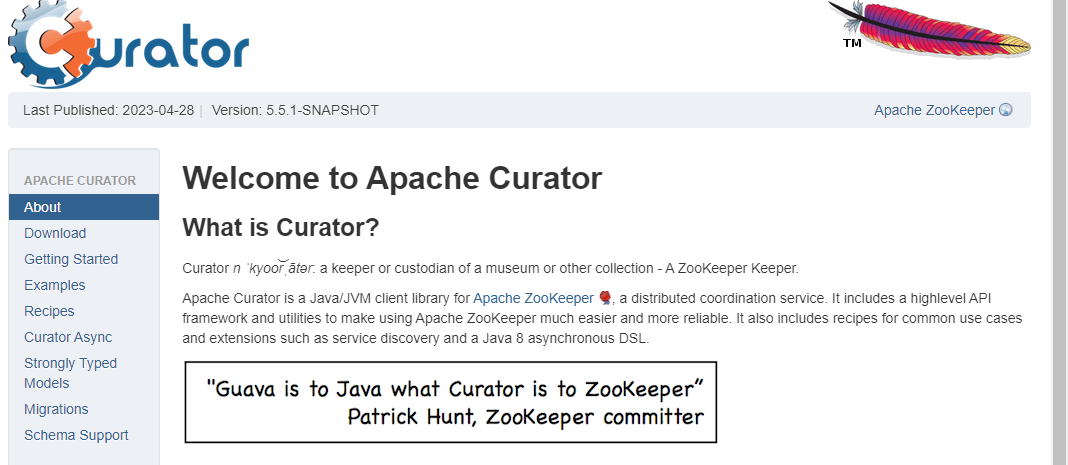 Curator
TM
Last Published: 2023-04-28 | Version: 5.5.1-SNAPSHOT
Apache ZooKeeper
APACHE CURATOR
About
Download
Getting Started
Examples
Recipes
Curator Async
Strongly Typed
Models
Migrations
Schema Support
Welcome to Apache Curator
What is Curator?
Curator n ˈkyoor͝ˌātər: a keeper or custodian of a museum or other collection - A ZooKeeper Keeper.
Apache Curator is a Java/JVM client library for Apache ZooKeeper, a distributed coordination service. It includes a highlevel API
framework and utilities to make using Apache ZooKeeper much easier and more reliable. It also includes recipes for common use cases
and extensions such as service discovery and a Java 8 asynchronous DSL.
"Guava is to Java what Curator is to ZooKeeper”
Patrick Hunt, ZooKeeper committer